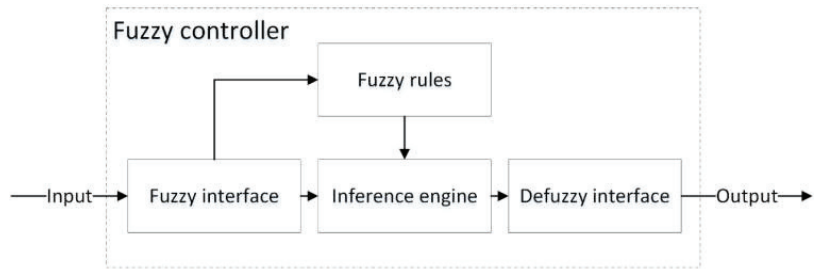 Fuzzy controller
Fuzzy rules
Input
Fuzzy interface
Inference engine
Defuzzy interface
Output